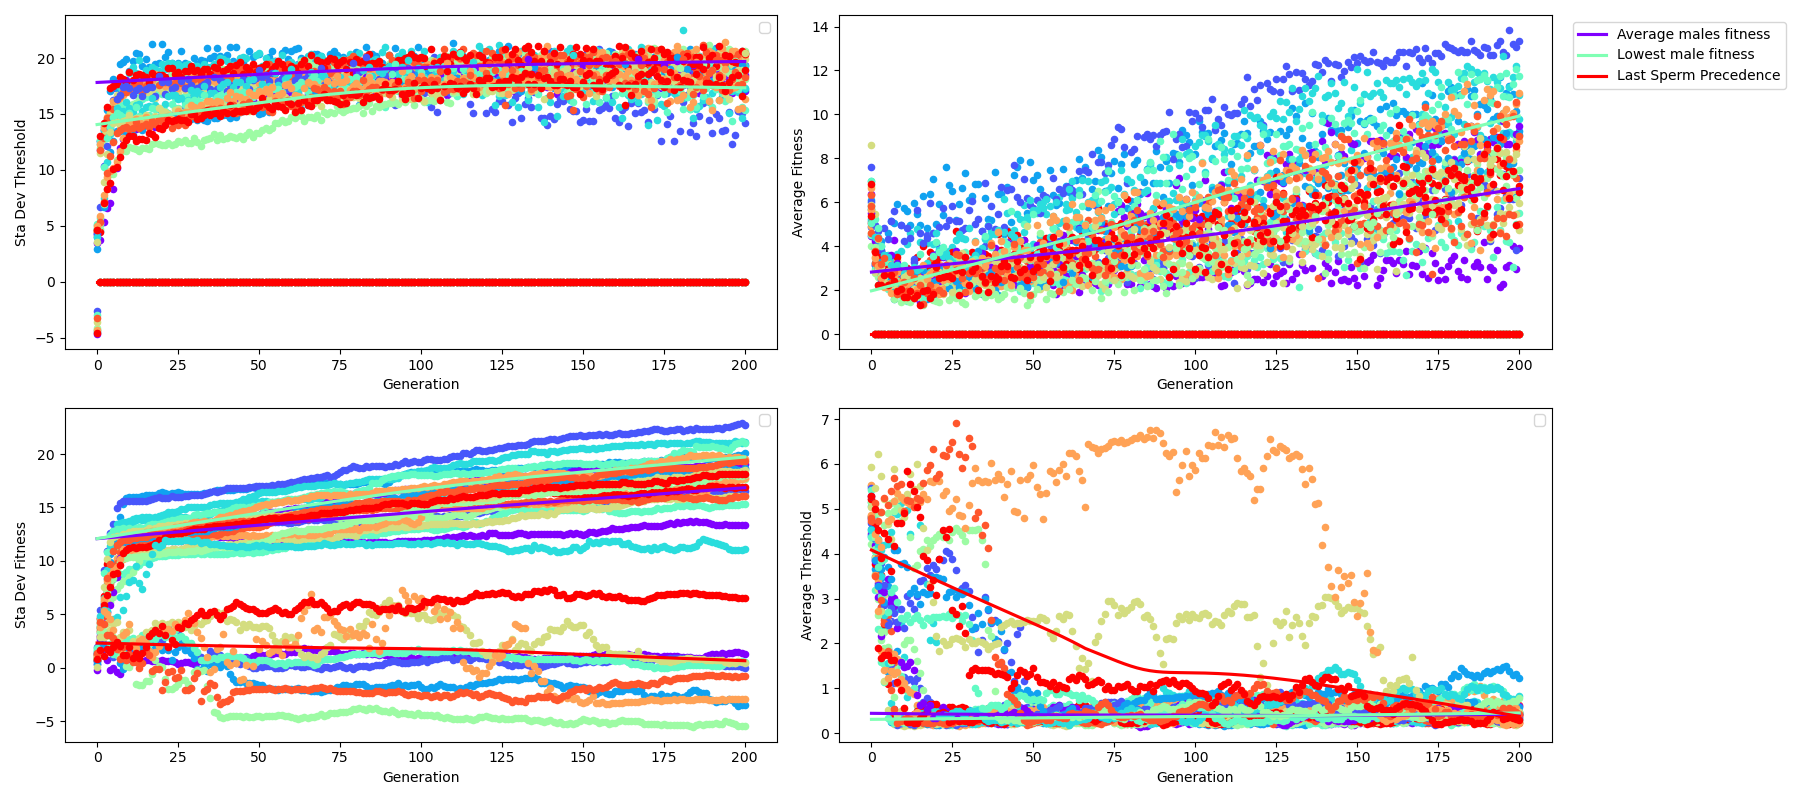 Sta Dev Threshold
20
15
10
5
0
−5
0 25 50 75 100 125 150 175 200
Generation
Average Fitness
14
12
10
8
6
4
2
0
0 25 50 75 100 125 150 175 200
Generation
Average males fitness
Lowest male fitness
Last Sperm Precedence
Sta Dev Fitness
20
15
10
5
0
−5
0 25 50 75 100 125 150 175 200
Generation
Average Threshold
7
6
5
4
3
2
1
0
0 25 50 75 100 125 150 175 200
Generation